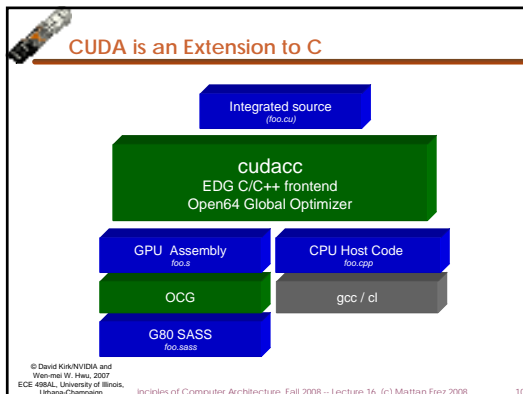 CUDA is an Extension to C
Integrated source
(foo.cu)
cudacc
EDG C/C++ frontend
Open64 Global Optimizer
GPU Assembly
foo.s
CPU Host Code
foo.cpp
OCG
gcc / cl
G80 SASS
foo.sass
© David Kirk/NVIDIA and
Wen-mei W. Hwu, 2007
ECE 498AL, University of Illinois,
Urbana-Champaign
inciples of Computer Architecture, Fall 2008 -- Lecture 16 (c) Mattan Erez 2008
10